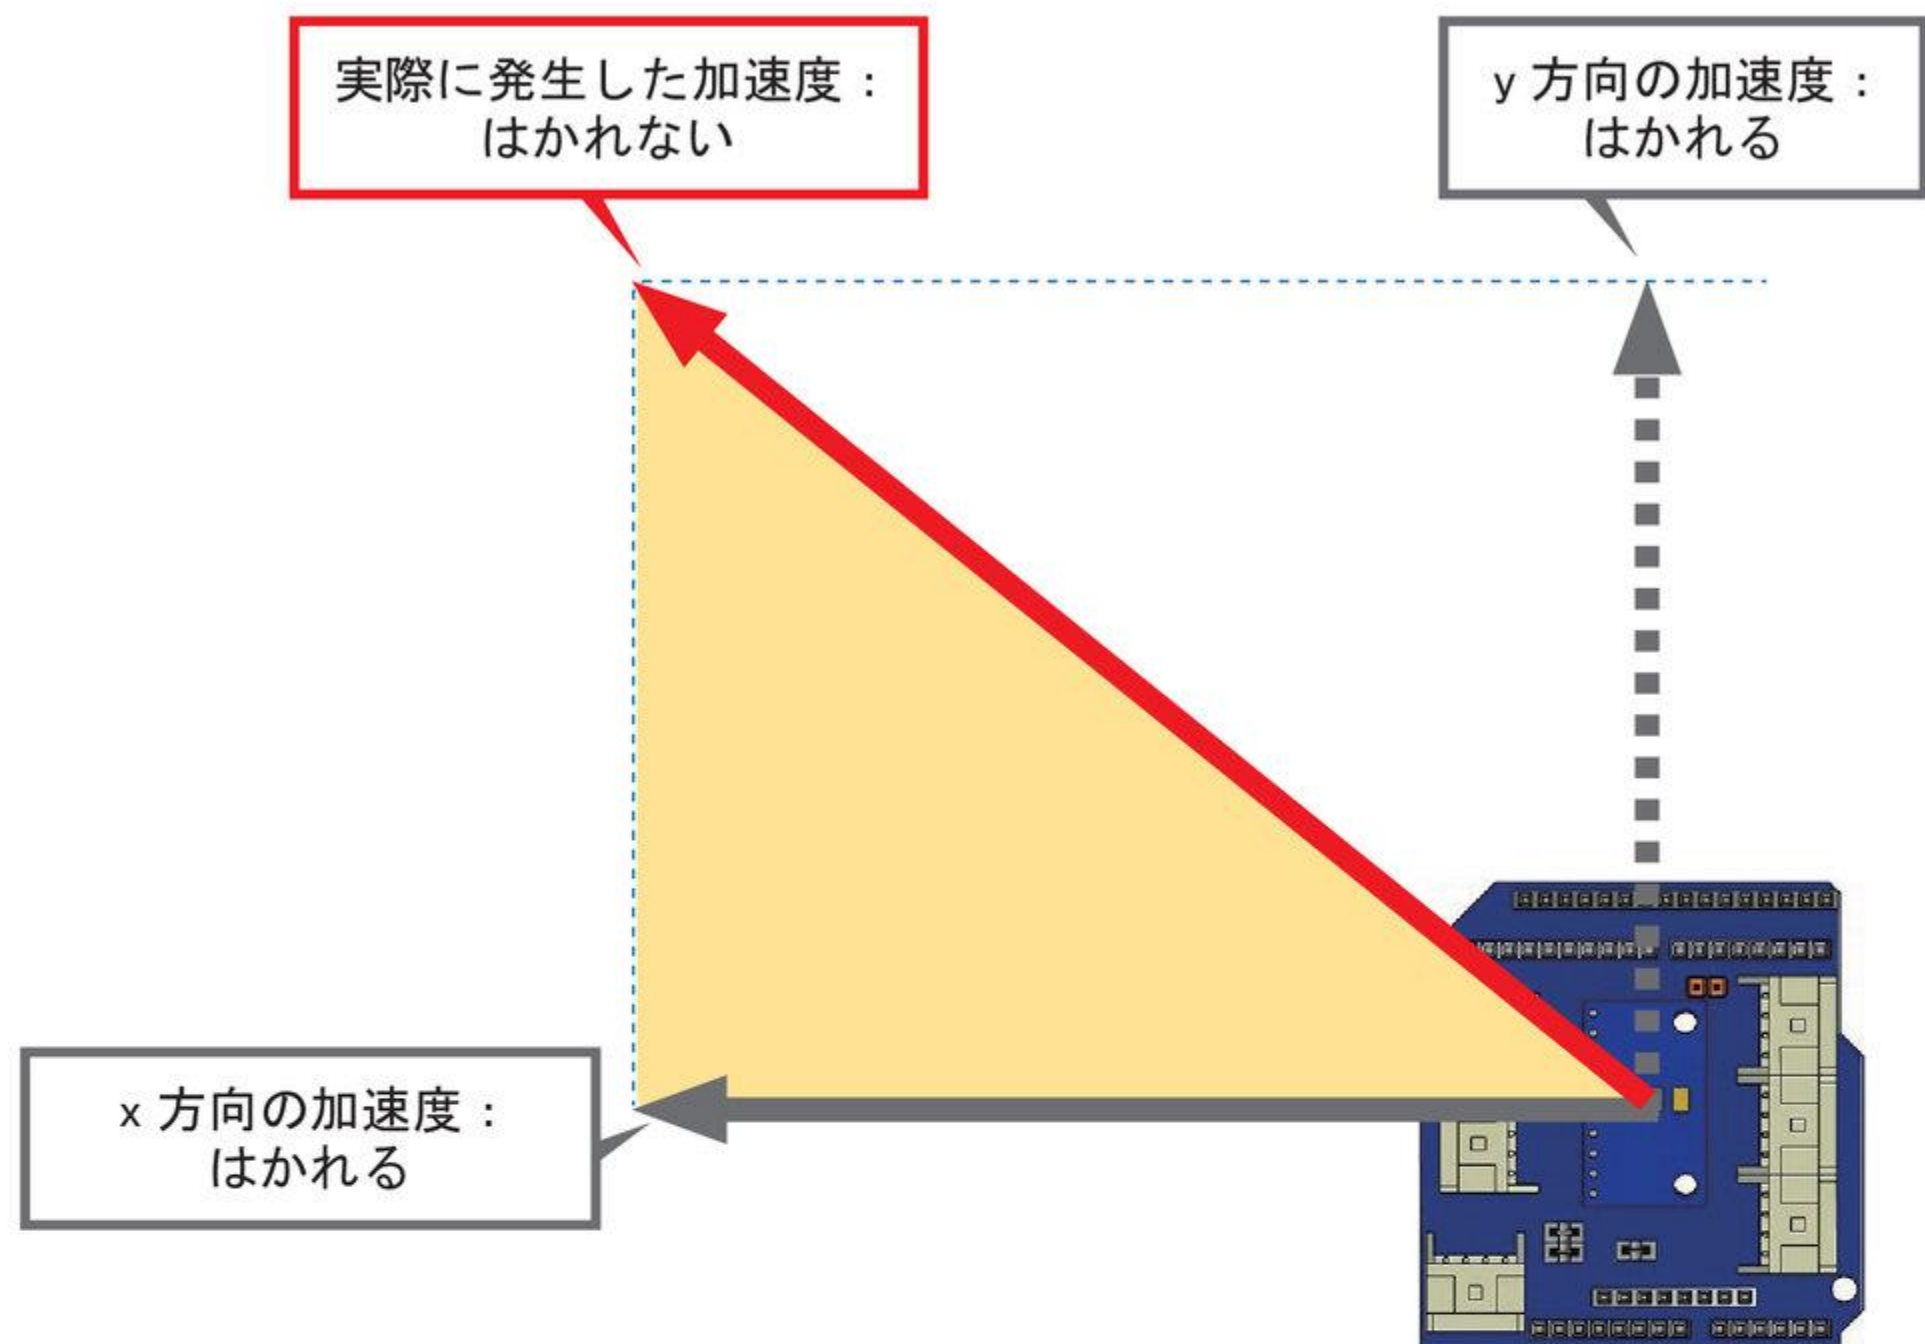 実際に発生した加速度：
はかれない
y 方向の加速度：
はかれる
x 方向の加速度：
はかれる